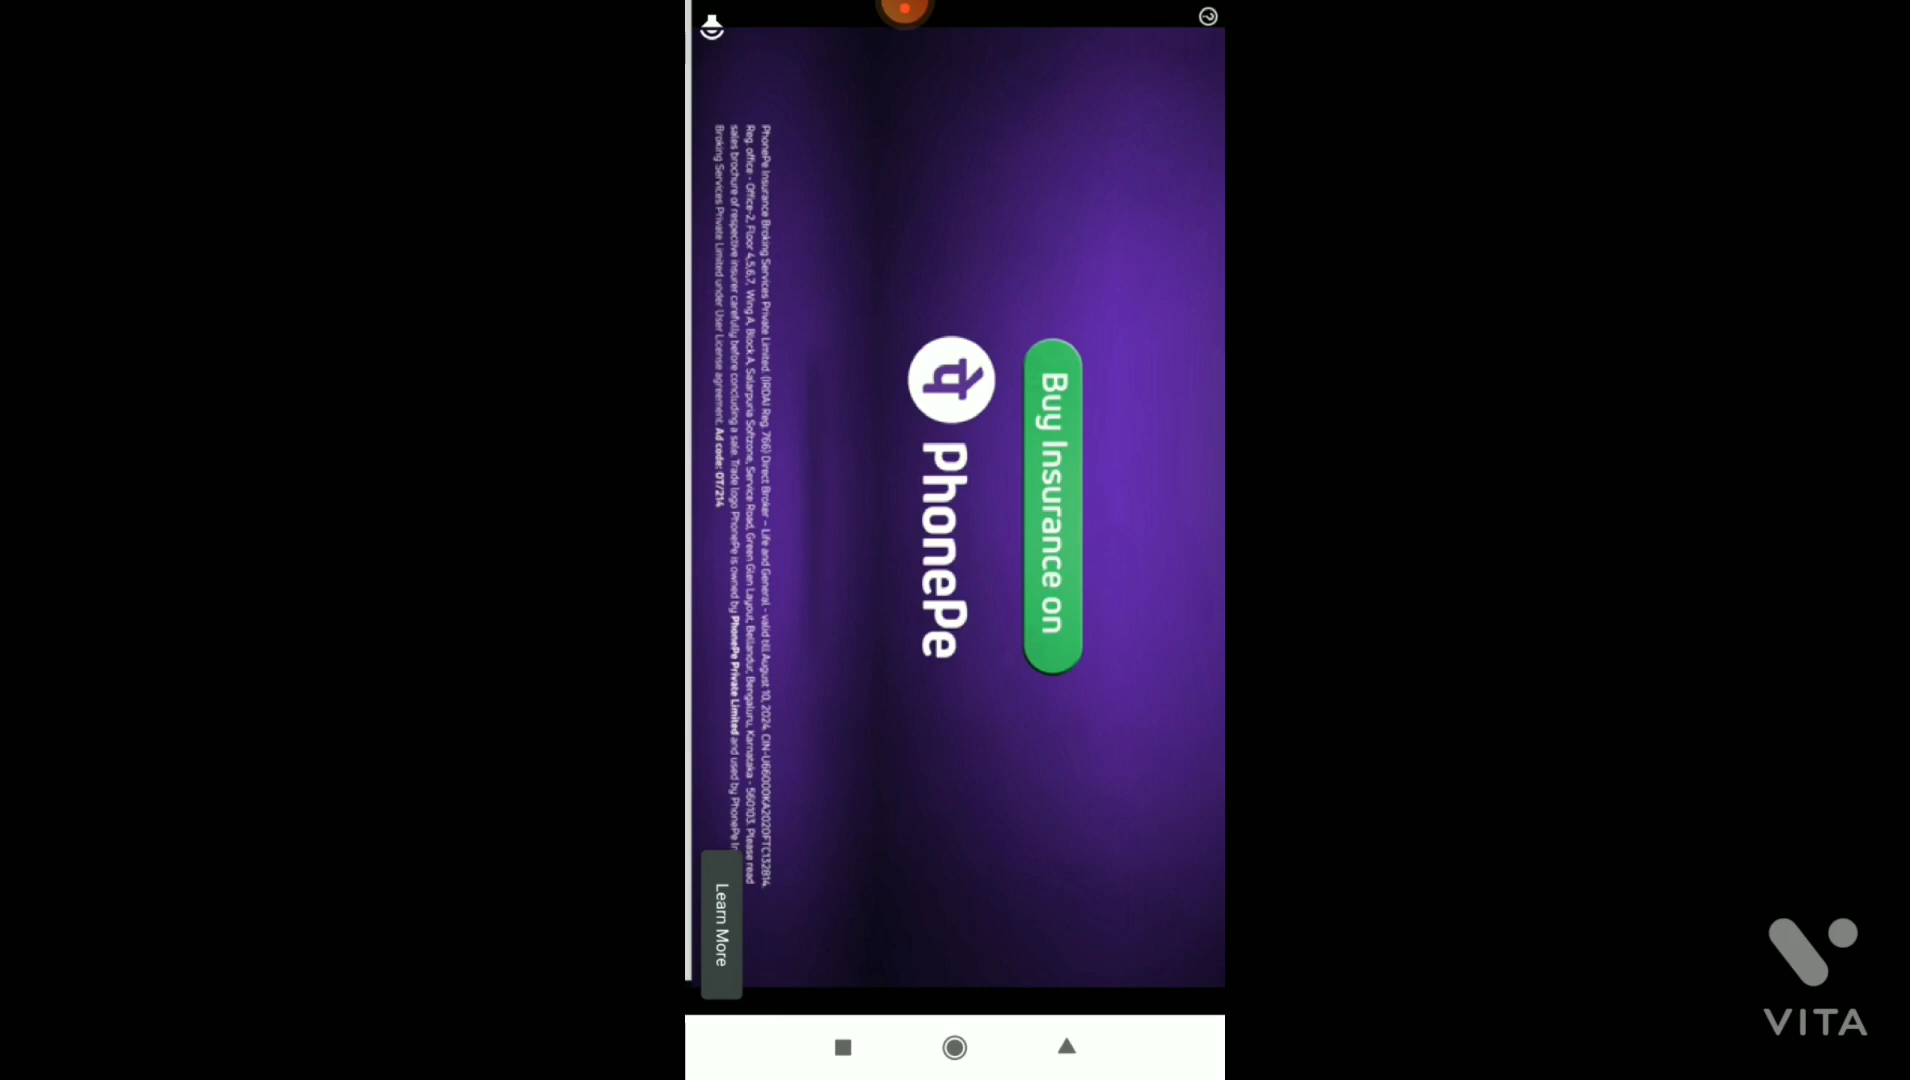 Buy Insurance on
पे PhonePe
PhonePe Insurance Broking Services Private Limited. (IRDAI Reg. 766) Direct Broker – Life and General - valid till August 10, 2024. CIN-U66000KA2020FTC132814.
Reg. office - Office-2, Floor 4,5,6,7, Wing A, Block A, Salarpuria Softzone, Service Road, Green Glen Layout, Bellandur, Bengaluru, Karnataka - 560103. Please read
sales brochure of respective insurer carefully before concluding a sale. Trade logo PhonePe is owned by PhonePe Private Limited and used by PhonePe
Broking Services Private Limited under User License agreement. Ad code: OT/214
Learn More
VITA